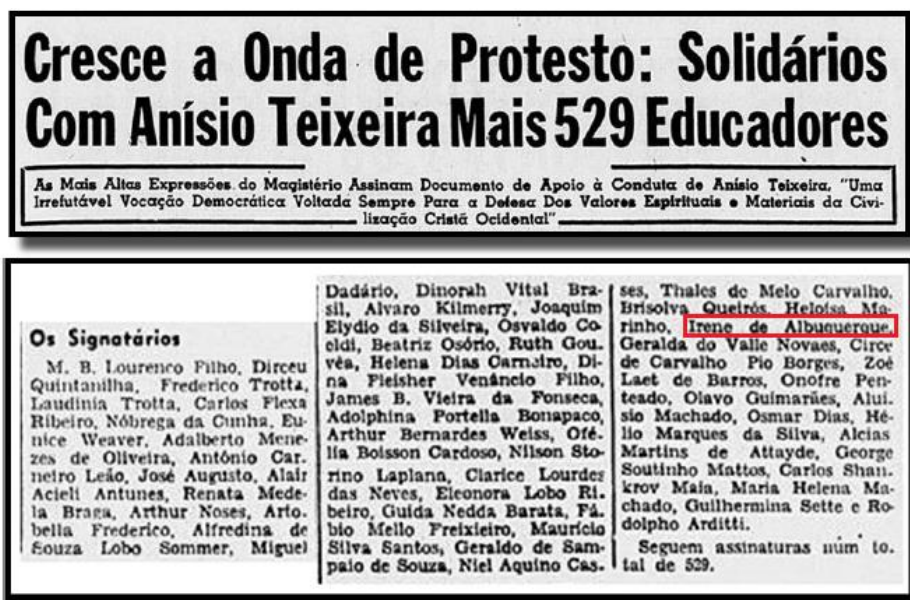 Cresce a Onda de Protesto: Solidários
Com Anísio Teixeira Mais 529 Educadores
As Mais Altas Expressões do Magistério Assinam Documento de Apoio à Conduta de Anísio Teixeira, "Uma
Irrefutável Vocação Democrática Voltada Sempre Para a Defesa Dos Valores Espirituais e Materiais da Civi-
lização Cristã Ocidental"
Os Signatários
M. B. Lourenco Filho, Dirceu
Quintanilha, Frederico Trotta,
Laudinia Trotta, Carlos Flexa
Ribeiro, Nóbrega da Cunha, Eu-
nice Weaver, Adalberto Mene-
zes de Oliveira, Antônio Car-
neiro Leão, José Augusto, Alair
Acieli Antunes, Renata Mede-
la Braga, Arthur Noses, Arto-
bella Frederico, Alfredina de
Souza Lobo Sommer, Miguel
Dadário, Dinorah Vital Bra-
sil, Alvaro Kilmerry, Joaquim
Elydio da Silveira, Osvaldo Co-
eldi, Beatriz Osório, Ruth Gou-
vêa, Helena Dias Carneiro, Di-
na Fleisher Venâncio Filho,
James B. Vieira da Fonseca,
Adolphina Portella Bonapaco,
Arthur Bernardes Weiss, Ofé-
lia Boisson Cardoso, Nilson Sto-
rino Laplana, Clarice Lourdes
das Neves, Eleonora Lobo Ri-
beiro, Guida Nedda Barata, Fá-
bio Mello Freixieiro, Maurício
Silva Santos, Geraldo de Sam-
paio de Souza, Niel Aquino Cas-
ses, Thales de Melo Carvalho,
Brisolva Queirós, Heloisa Ma-
rinho, Irene de Albuquerque,
Geralda do Valle Novaes, Circe
de Carvalho Pio Borges, Zoé
Laet de Barros, Onofre Pen-
teado, Olavo Guimarães, Alui-
sio Machado, Osmar Dias, Hé-
lio Marques da Silva, Alcias
Martins de Attayde, George
Soutinho Mattos, Carlos Shan-
krov Maia, Maria Helena Ma-
chado, Guilhermina Sette e Ro-
dolpho Arditti.
Seguem assinaturas núm to-
tal de 529.